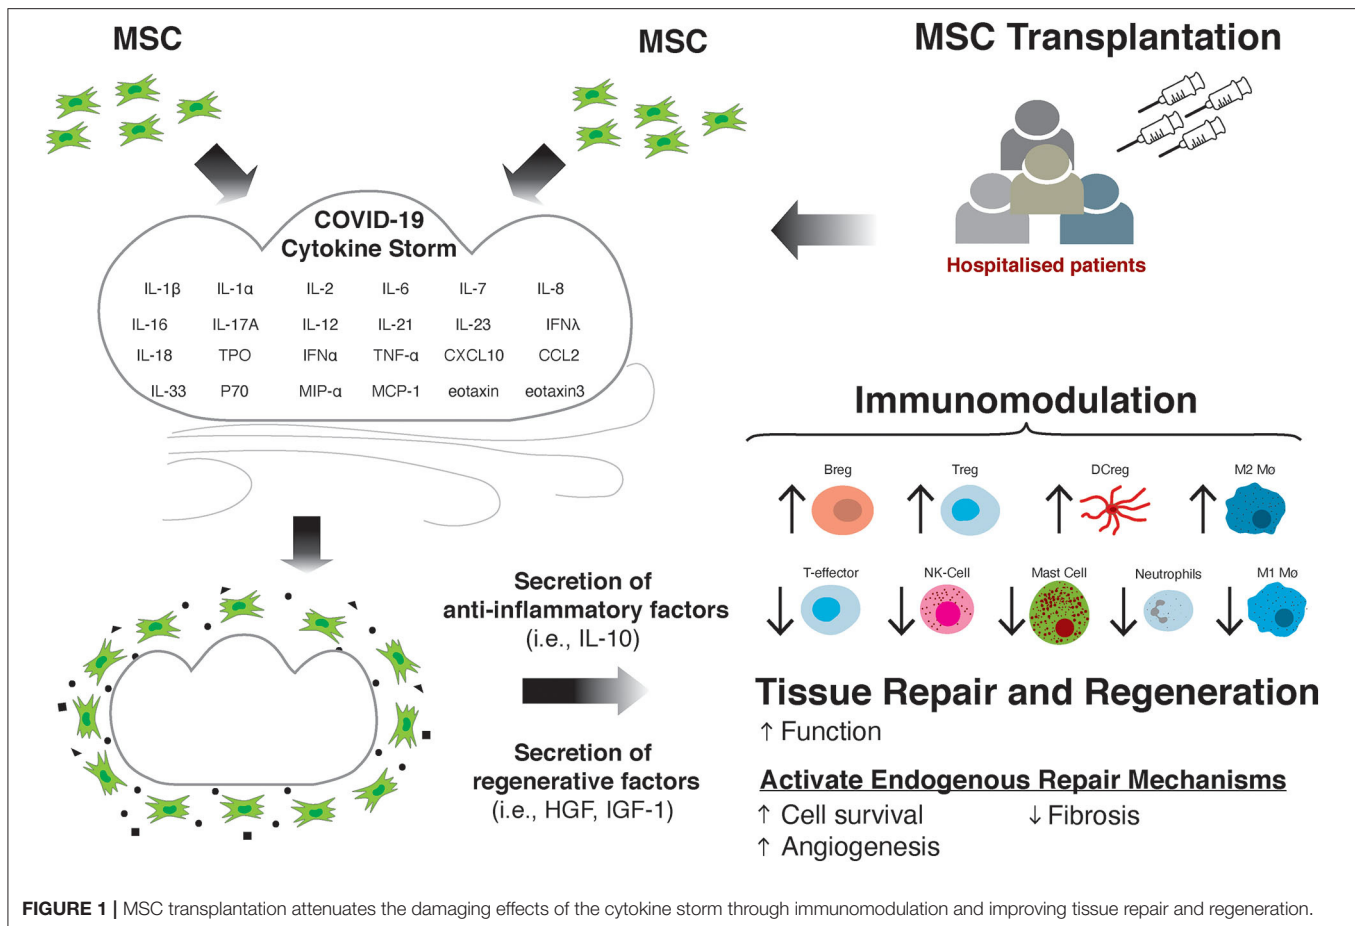 MSC
MSC
MSC Transplantation
Hospitalised patients
COVID-19
Cytokine Storm
IL-1β IL-1α IL-2 IL-6 IL-7 IL-8
IL-16 IL-17A IL-12 IL-21 IL-23 IFNλ
IL-18 TPO IFNα TNF-α CXCL10 CCL2
IL-33 P70 MIP-α MCP-1 eotaxin eotaxin3
Immunomodulation
Breg Treg DCreg M2 Mø
T-effector NK-Cell Mast Cell Neutrophils M1 Mø
Secretion of
anti-inflammatory factors
(i.e., IL-10)
Secretion of
regenerative factors
(i.e., HGF, IGF-1)
Tissue Repair and Regeneration
↑ Function
Activate Endogenous Repair Mechanisms
↑ Cell survival ↓ Fibrosis
↑ Angiogenesis
FIGURE 1 | MSC transplantation attenuates the damaging effects of the cytokine storm through immunomodulation and improving tissue repair and regeneration.